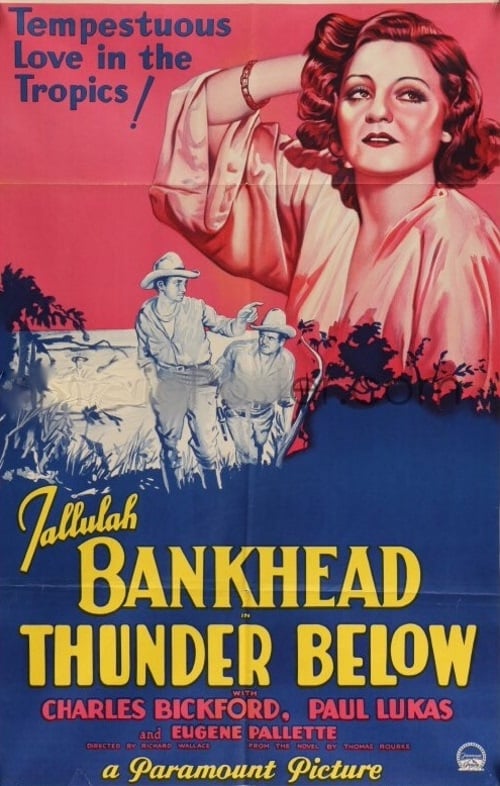 Tempestuous
Love in the
Tropics!
Tallulah
BANKHEAD
IN
THUNDER BELOW
WITH
CHARLES BICKFORD, PAUL LUKAS
and EUGENE PALLETTE
DIRECTED BY RICHARD WALLACE FROM THE NOVEL BY THOMAS ROURKE
a Paramount Picture